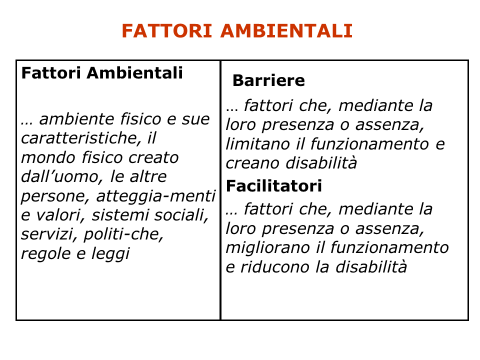 FATTORI AMBIENTALI
Fattori Ambientali
… ambiente fisico e sue
caratteristiche, il
mondo fisico creato
dall’uomo, le altre
persone, atteggia-menti
e valori, sistemi sociali,
servizi, politi-che,
regole e leggi
Barriere
… fattori che, mediante la
loro presenza o assenza,
limitano il funzionamento e
creano disabilità
Facilitatori
… fattori che, mediante la
loro presenza o assenza,
migliorano il funzionamento
e riducono la disabilità